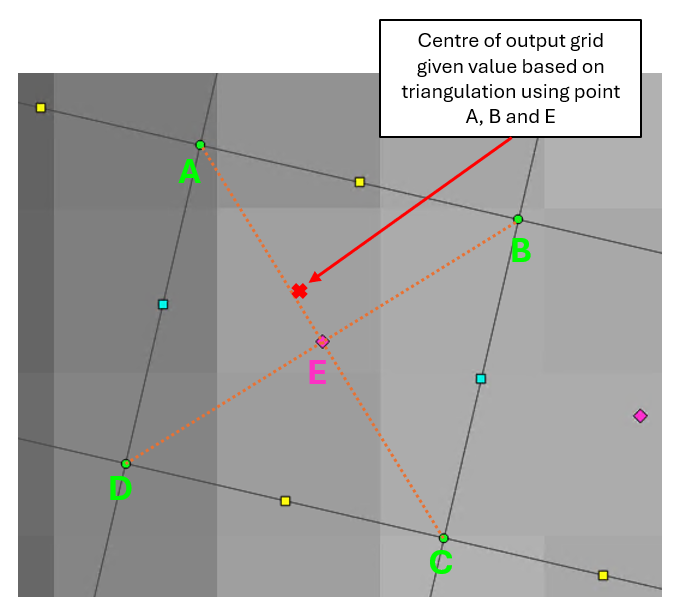 Centre of output grid
given value based on
triangulation using point
A, B and E
A
B
E
D
C